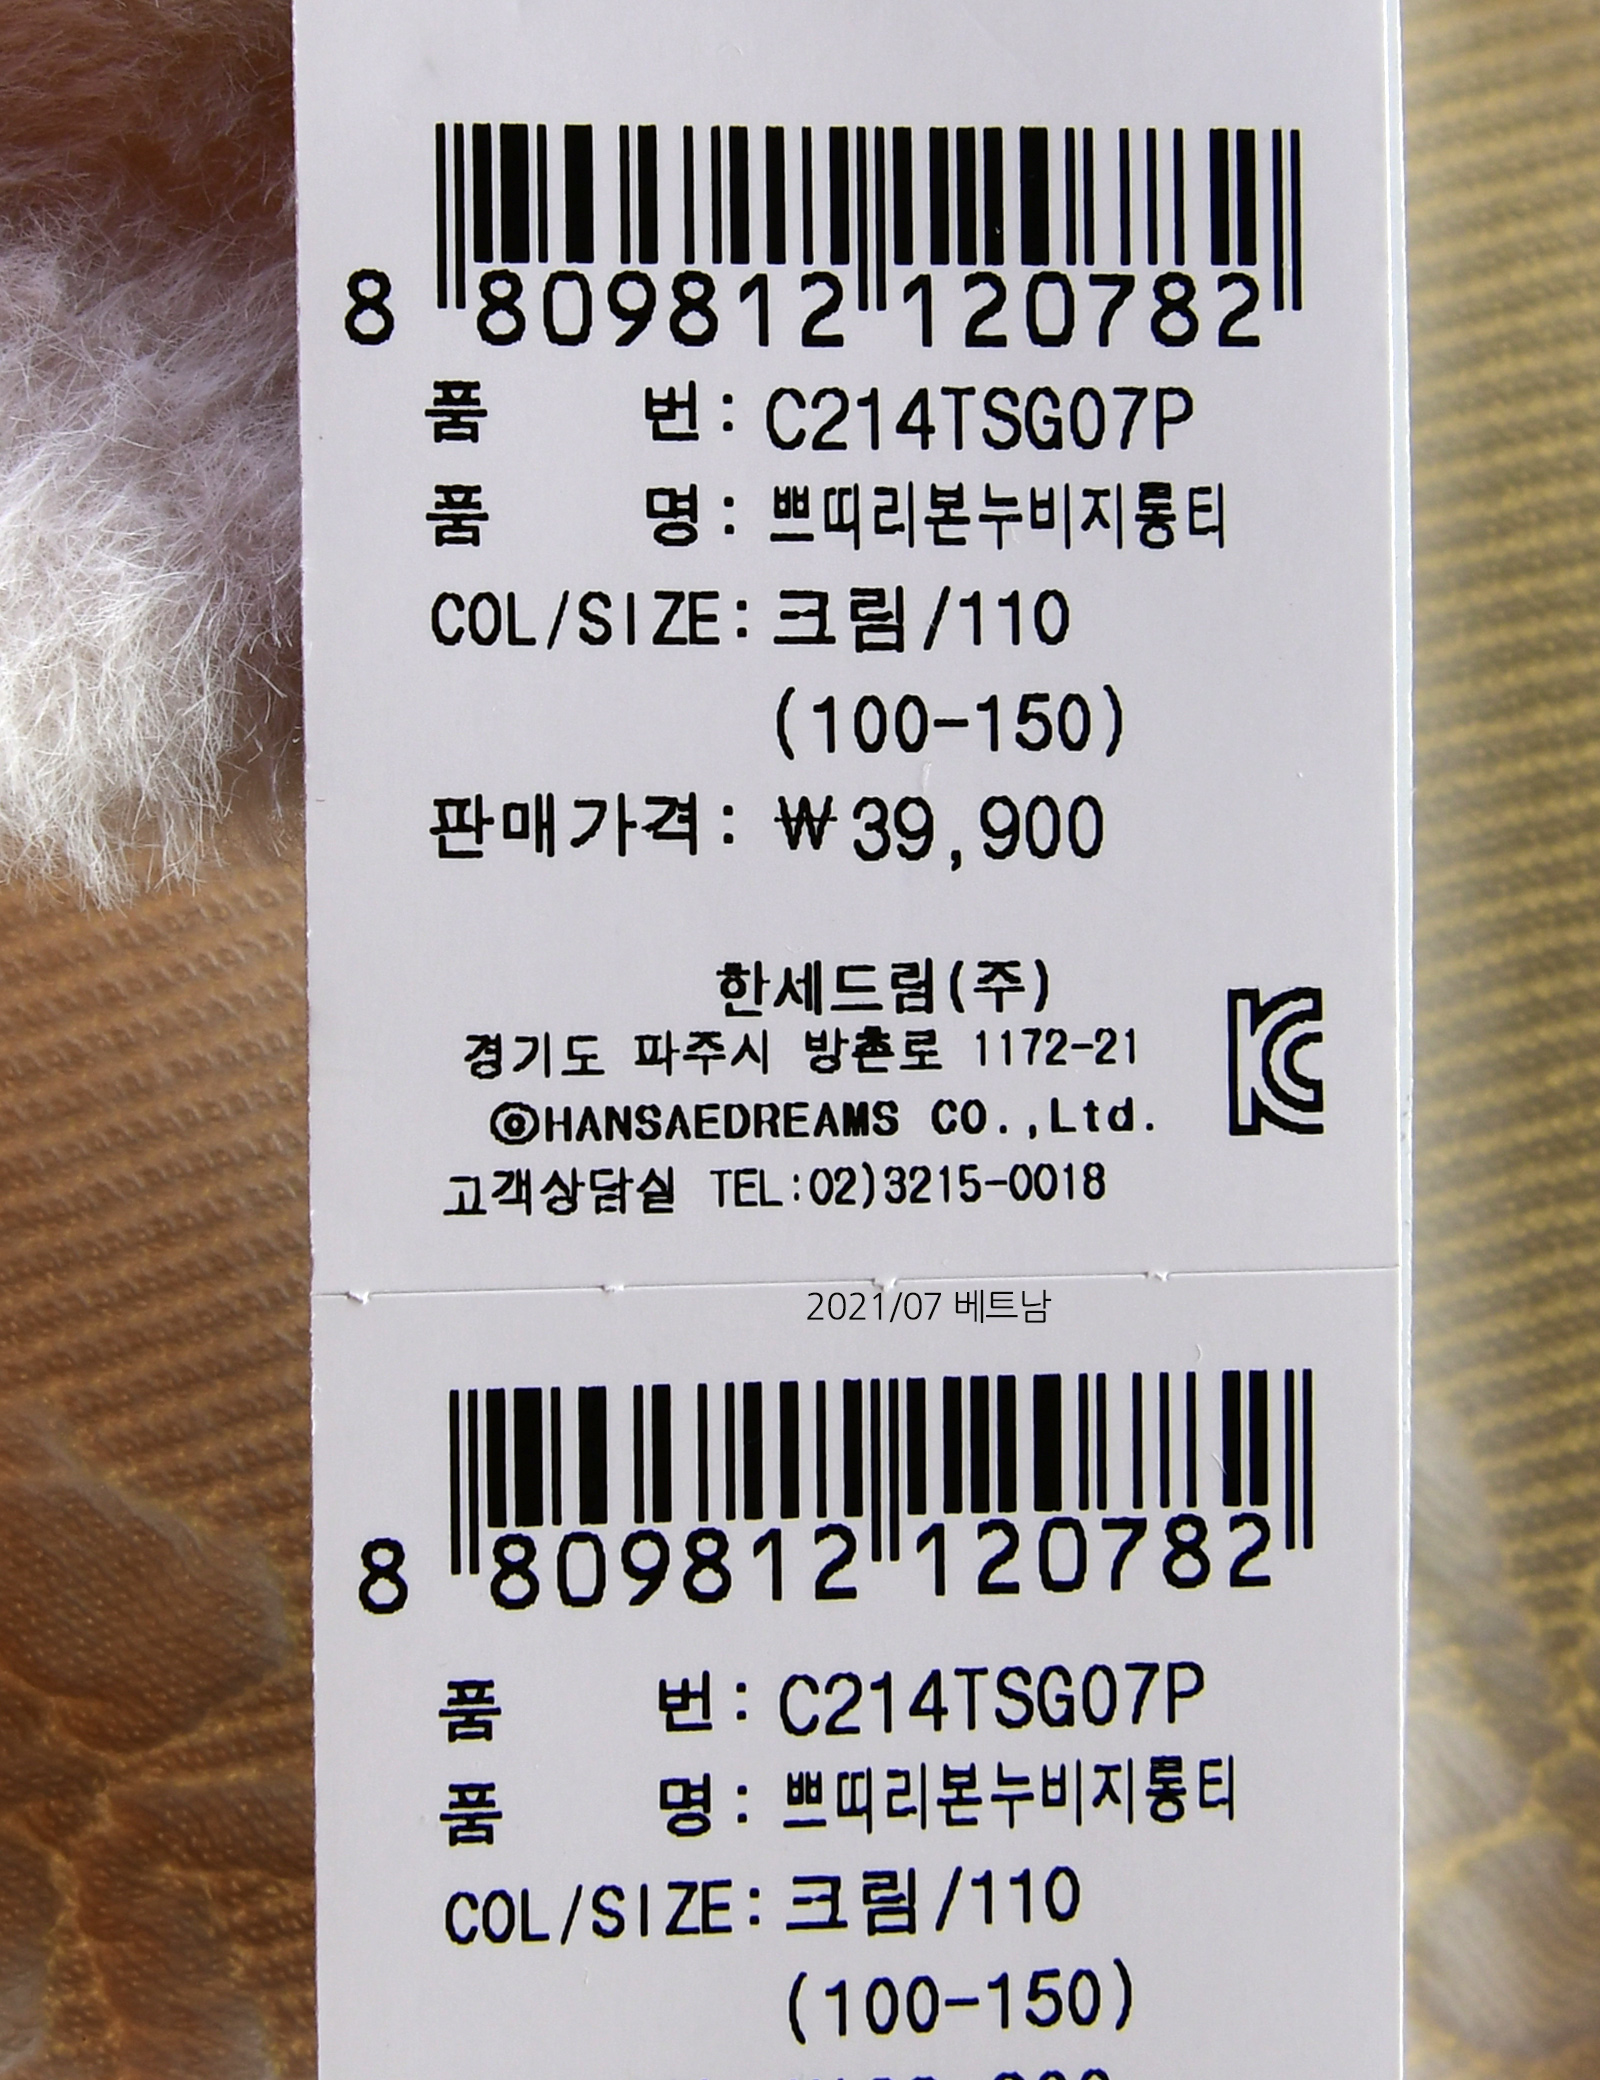 8 809812 120782
품 번: C214TSG07P
품 명: 쁘띠리본누비지롱티
COL/SIZE: 크림/110
(100-150)
판매가격: ₩39,900
한세드림(주)
경기도 파주시 방촌로 1172-21
©HANSAEDREAMS CO.,Ltd.
고객상담실 TEL:02)3215-0018
2021/07 베트남
8 809812 120782
품 번: C214TSG07P
품 명: 쁘띠리본누비지롱티
COL/SIZE: 크림/110
(100-150)